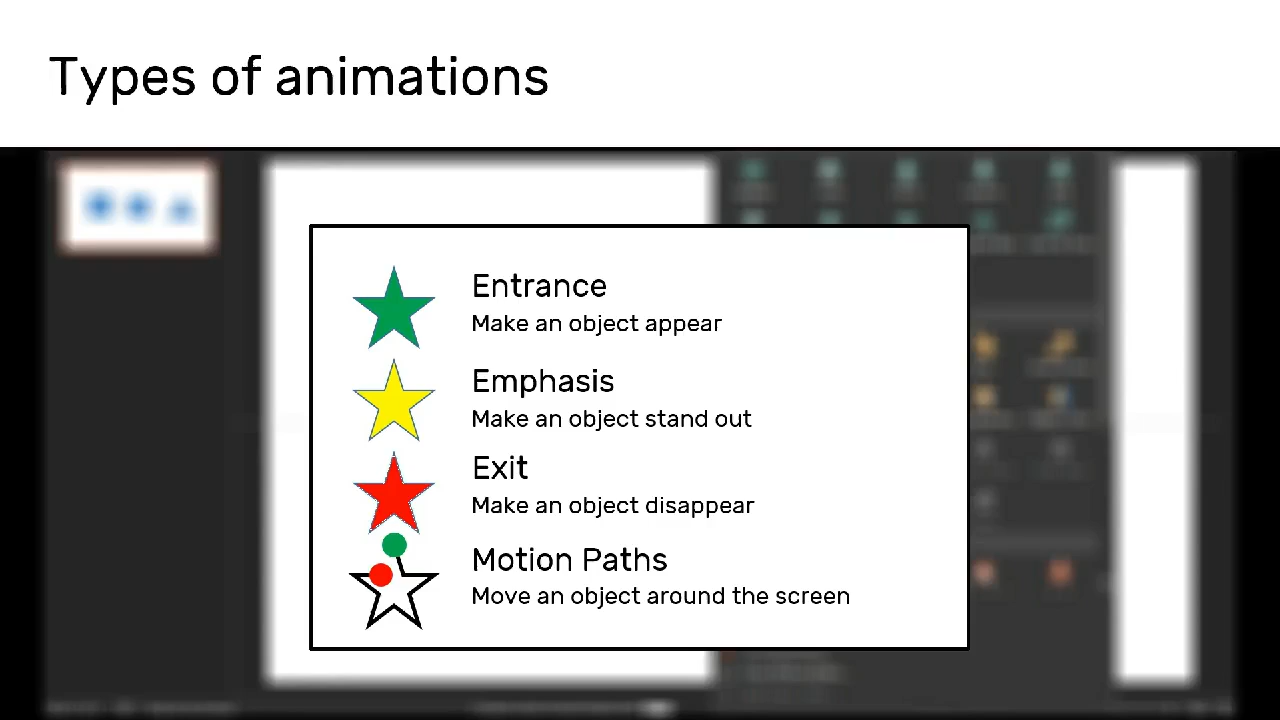 Types of animations
Entrance
Make an object appear
Emphasis
Make an object stand out
Exit
Make an object disappear
Motion Paths
Move an object around the screen